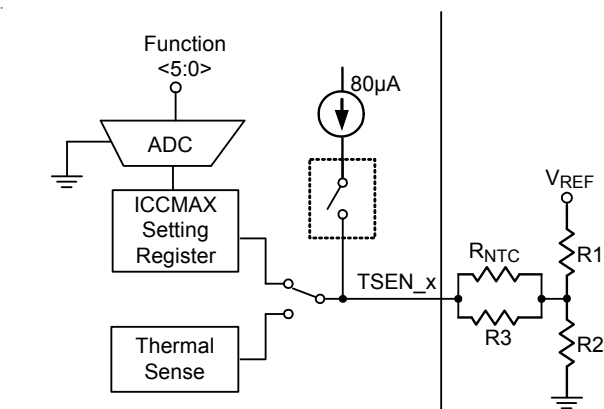 Function
<5:0>
80µA
ADC
ICCMAX
Setting
Register
VREF
RNTC
R1
TSEN_x
R3
R2
Thermal
Sense